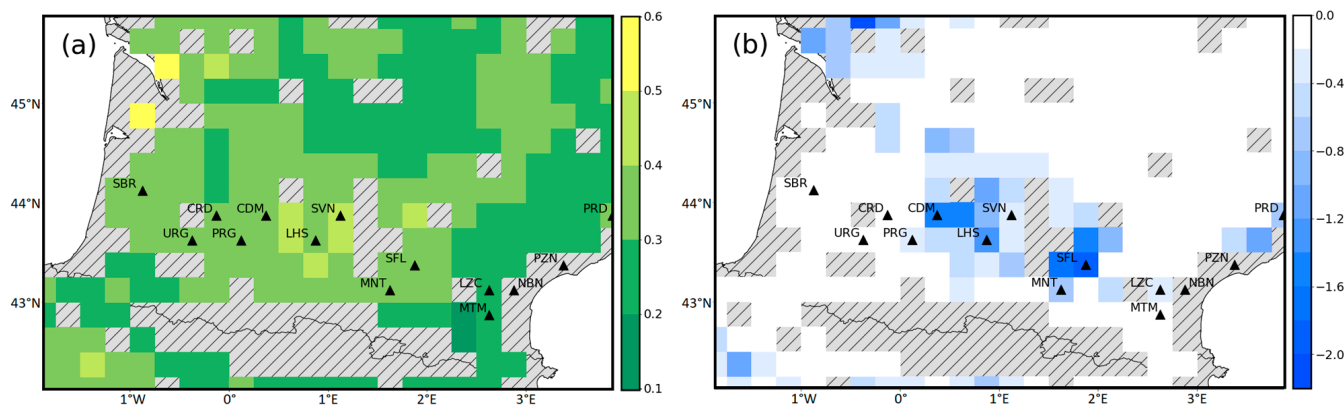 (a)
0.6
0.5
0.4
0.3
0.2
0.1
45°N
44°N
43°N
1°W
0°
1°E
2°E
3°E
SBR
CRD
CDM
SVN
PRD
URG
PRG
LHS
SFL
PZN
MNT
LZC
NBN
MTM
(b)
0.0
−0.4
−0.8
−1.2
−1.6
−2.0
45°N
44°N
43°N
1°W
0°
1°E
2°E
3°E
SBR
CRD
CDM
SVN
PRD
URG
PRG
LHS
SFL
PZN
MNT
LZC
NBN
MTM